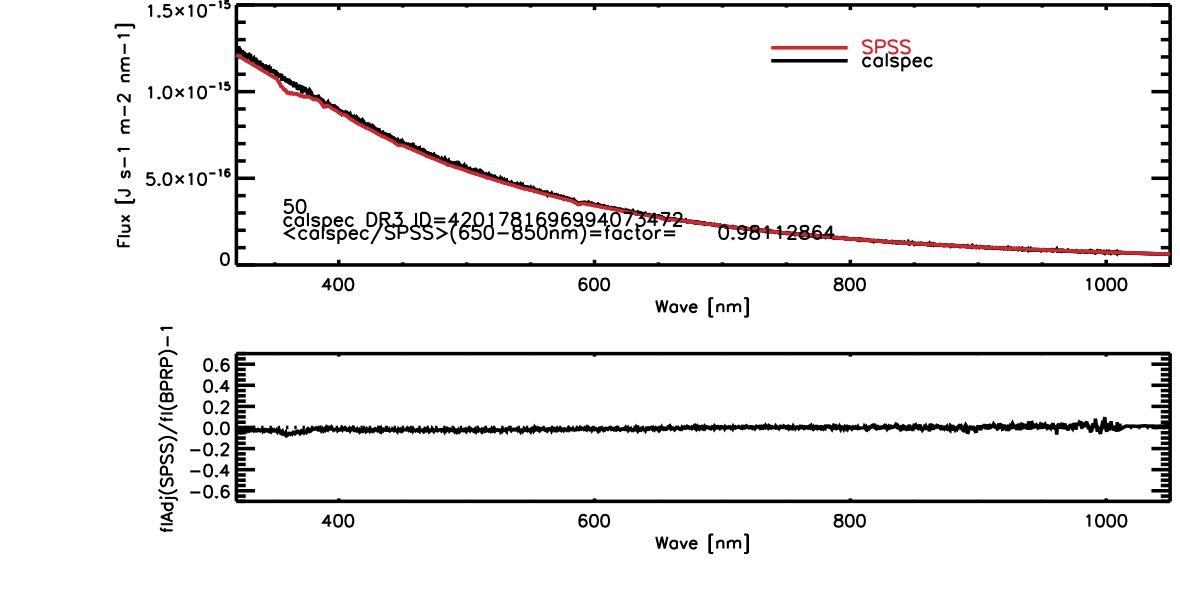 1.5×10−15
1.0×10−15
5.0×10−16
0
Flux [J s−1 m−2 nm−1]
SPSS
calspec
50
calspec DR3 ID=4201781696994073472
<calspec/SPSS>(650−850nm)=factor= 0.98112864
400 600 800 1000
Wave [nm]
flAdj(SPSS)/fl(BPRP)−1
0.6
0.4
0.2
0.0
−0.2
−0.4
−0.6
400 600 800 1000
Wave [nm]